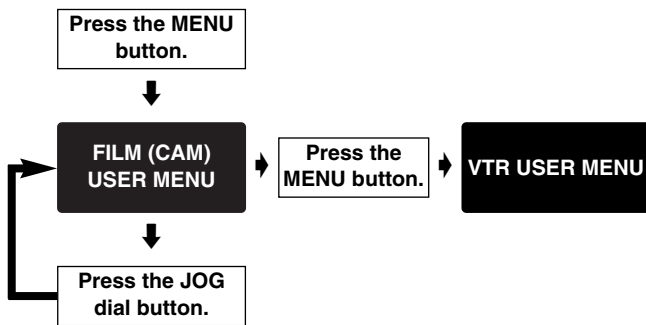 Press the MENU
button.
FILM (CAM)
USER MENU
Press the
MENU button.
VTR USER MENU
Press the JOG
dial button.